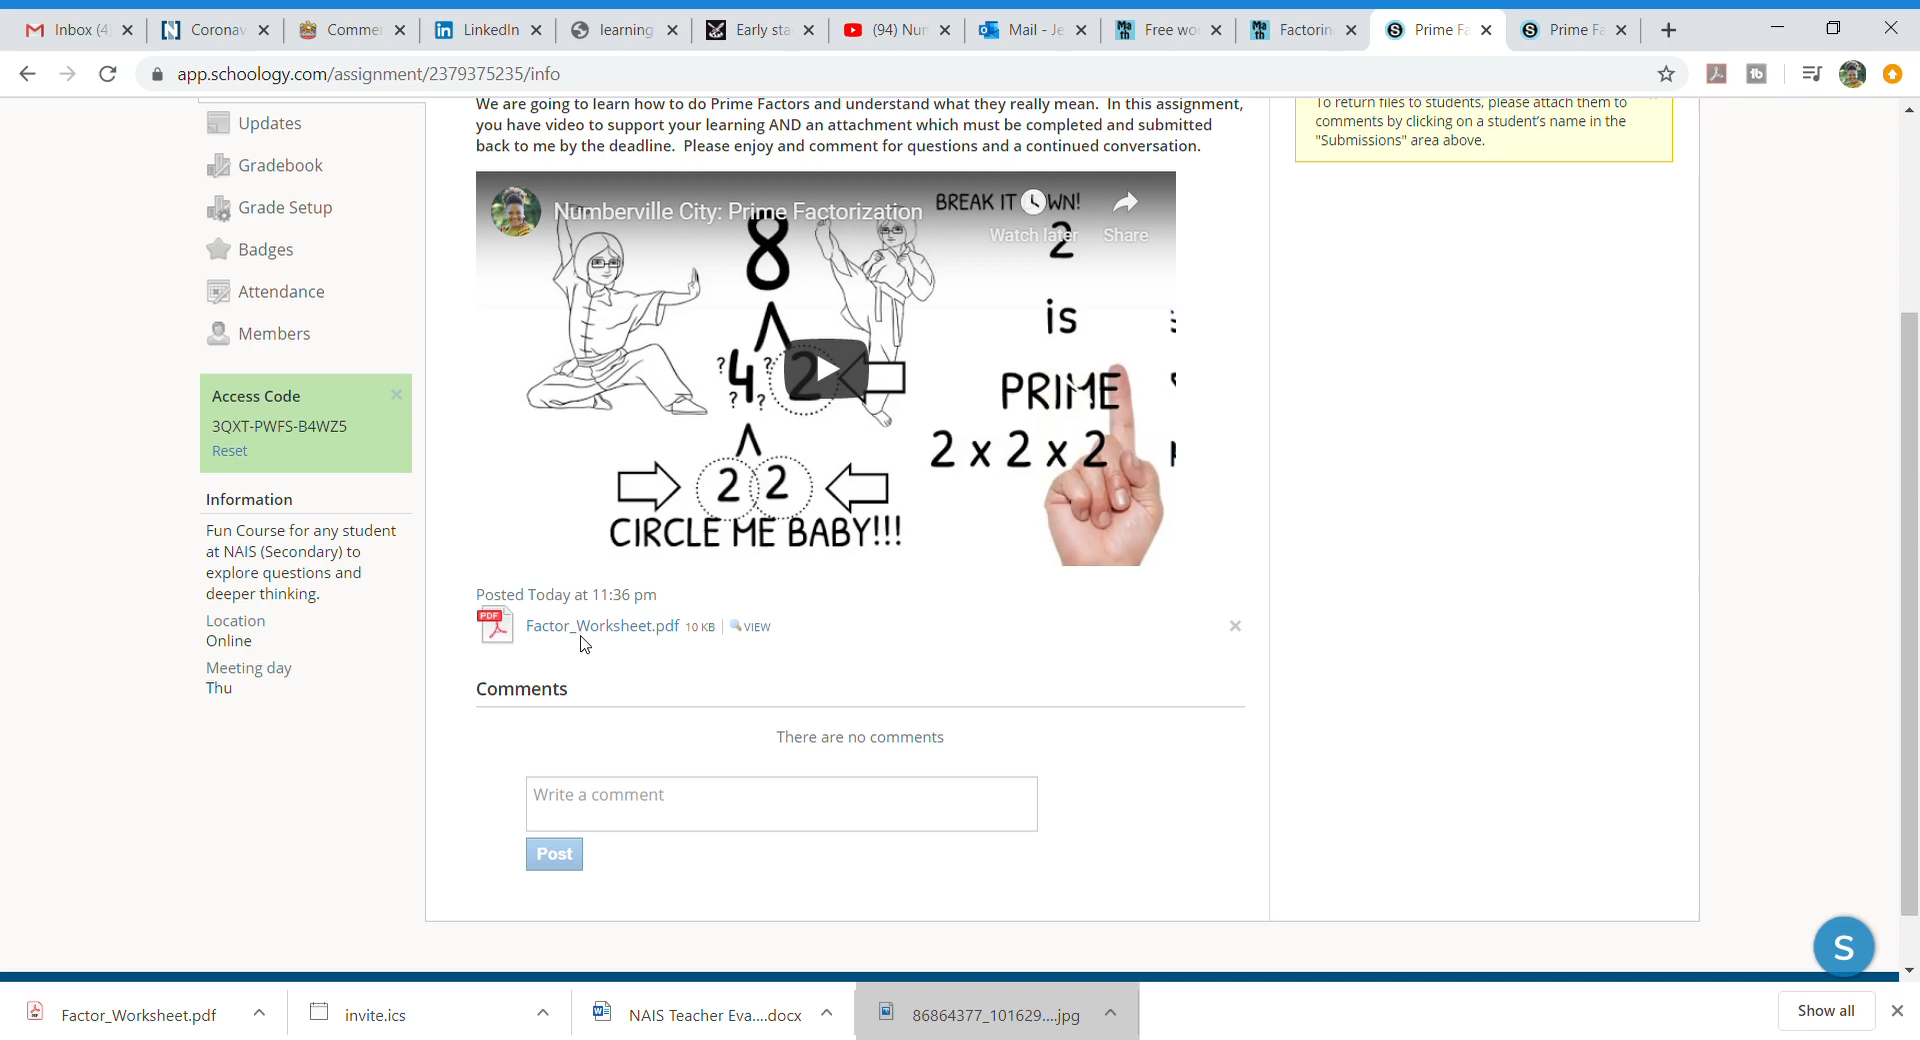 Inbox (4
Coronav
Commer
LinkedIn
learning
Early sta
(94) Nun
Mail - Je
Free wo
Factorin
Prime Fa
Prime Fa
app.schoology.com/assignment/2379375235/info
Updates
Gradebook
Grade Setup
Badges
Attendance
Members
Access Code
3QXT-PWFS-B4WZ5
Reset
Information
Fun Course for any student
at NAIS (Secondary) to
explore questions and
deeper thinking.
Location
Online
Meeting day
Thu
We are going to learn how to do Prime Factors and understand what they really mean. In this assignment,
you have video to support your learning AND an attachment which must be completed and submitted
back to me by the deadline. Please enjoy and comment for questions and a continued conversation.
Numberville City: Prime Factorization
Watch later
Share
8
?4?2
? ?
2 2
CIRCLE ME BABY!!!
BREAK IT WN!
2
is
PRIME
2 x 2 x 2
Posted Today at 11:36 pm
PDF
Factor_Worksheet.pdf 10 KB | VIEW
Comments
There are no comments
Write a comment
Post
To return files to students, please attach them to
comments by clicking on a student's name in the
"Submissions" area above.
S
Factor_Worksheet.pdf
invite.ics
NAIS Teacher Eva....docx
86864377_101629....jpg
Show all